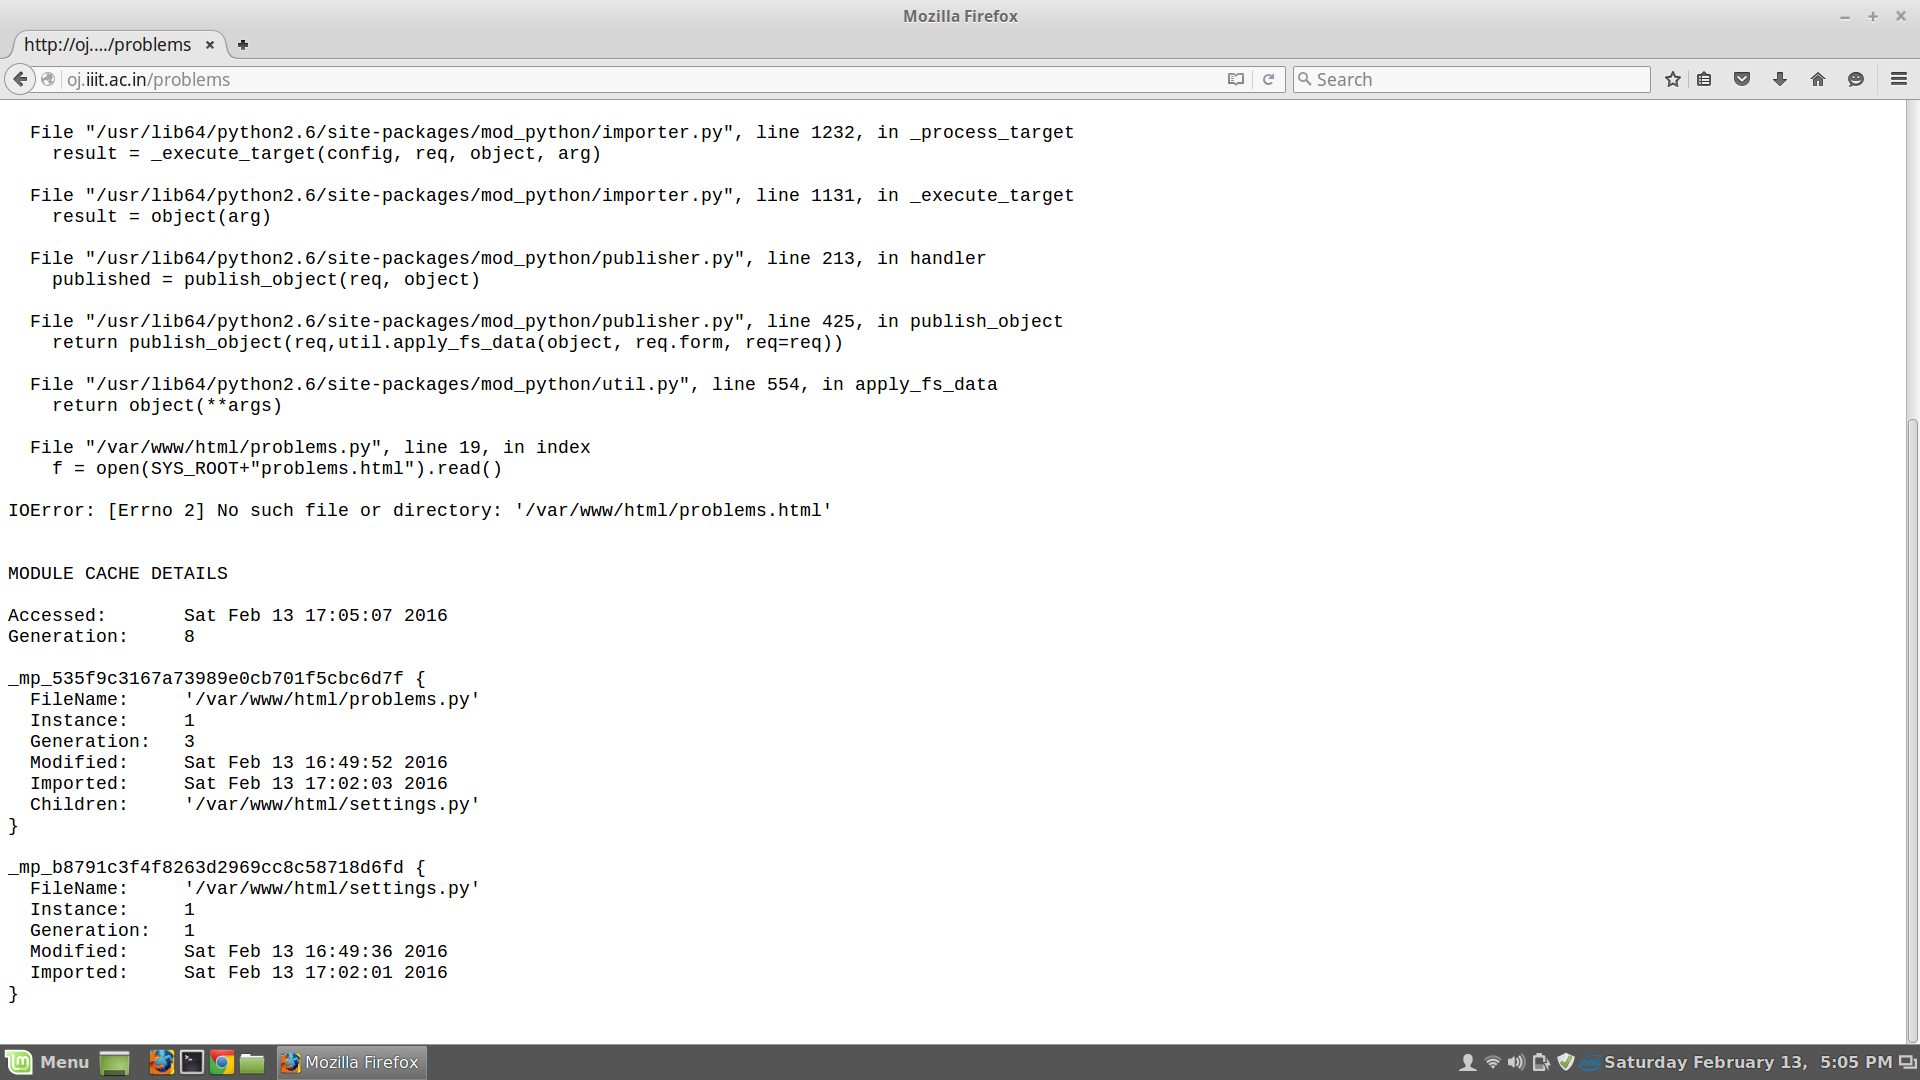 Mozilla Firefox
http://oj..../problems
oj.iiit.ac.in/problems
Search
File "/usr/lib64/python2.6/site-packages/mod_python/importer.py", line 1232, in _process_target
result = _execute_target(config, req, object, arg)
File "/usr/lib64/python2.6/site-packages/mod_python/importer.py", line 1131, in _execute_target
result = object(arg)
File "/usr/lib64/python2.6/site-packages/mod_python/publisher.py", line 213, in handler
published = publish_object(req, object)
File "/usr/lib64/python2.6/site-packages/mod_python/publisher.py", line 425, in publish_object
return publish_object(req,util.apply_fs_data(object, req.form, req=req))
File "/usr/lib64/python2.6/site-packages/mod_python/util.py", line 554, in apply_fs_data
return object(**args)
File "/var/www/html/problems.py", line 19, in index
f = open(SYS_ROOT+"problems.html").read()
IOError: [Errno 2] No such file or directory: '/var/www/html/problems.html'
MODULE CACHE DETAILS
Accessed: Sat Feb 13 17:05:07 2016
Generation: 8
_mp_535f9c3167a73989e0cb701f5cbc6d7f {
FileName: '/var/www/html/problems.py'
Instance: 1
Generation: 3
Modified: Sat Feb 13 16:49:52 2016
Imported: Sat Feb 13 17:02:03 2016
Children: '/var/www/html/settings.py'
}
_mp_b8791c3f4f8263d2969cc8c58718d6fd {
FileName: '/var/www/html/settings.py'
Instance: 1
Generation: 1
Modified: Sat Feb 13 16:49:36 2016
Imported: Sat Feb 13 17:02:01 2016
}
Menu
Mozilla Firefox
Saturday February 13, 5:05 PM